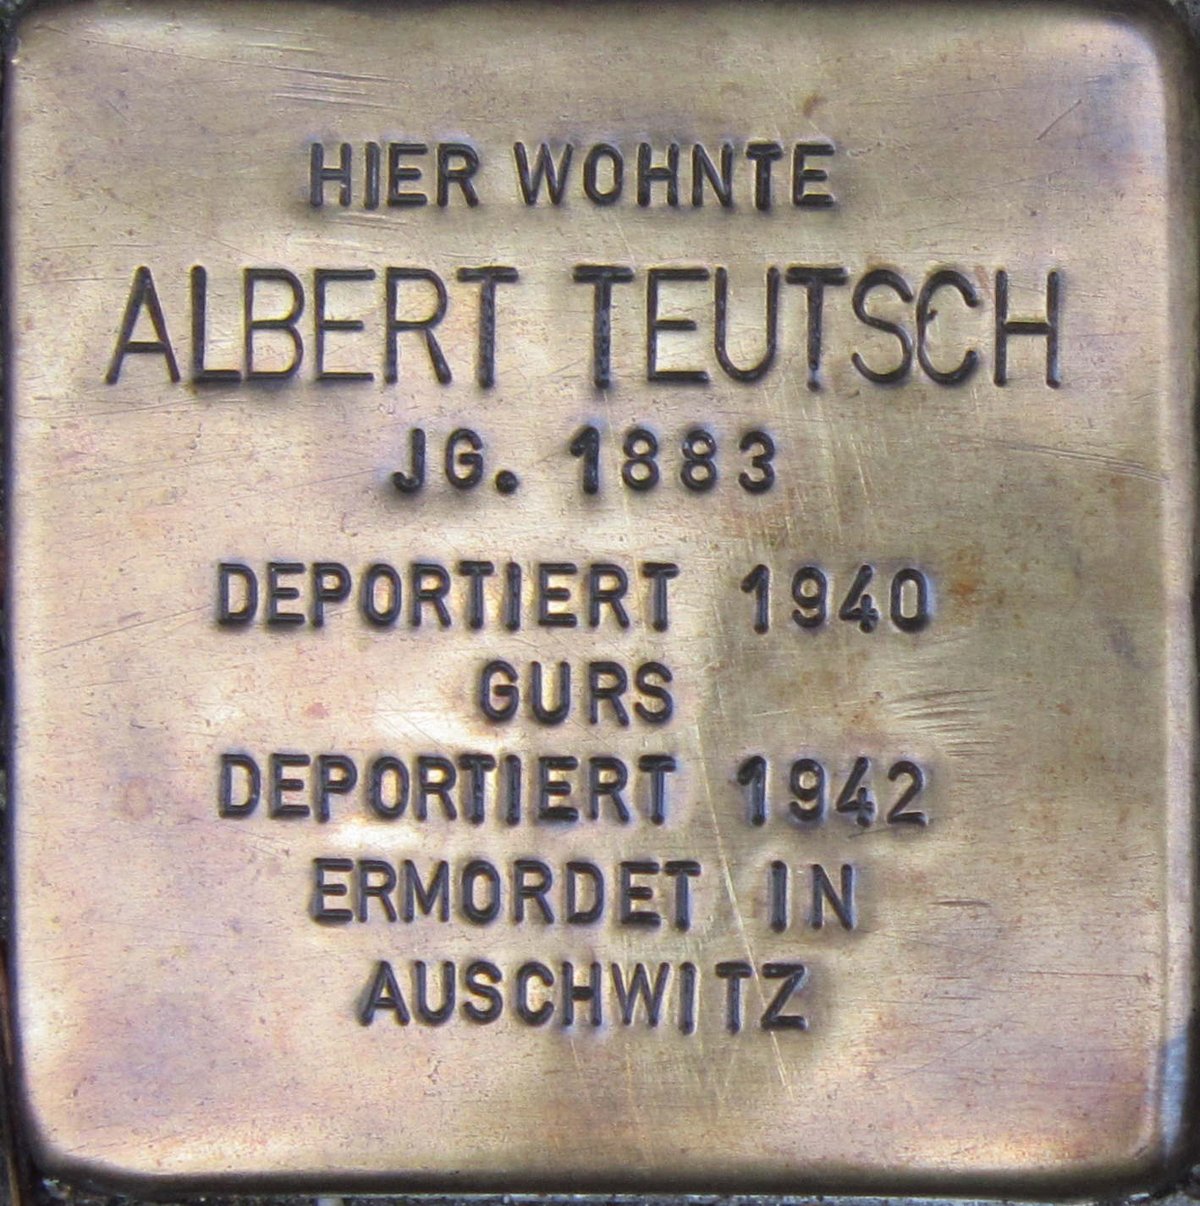 HIER WOHNTE
ALBERT TEUTSCH
JG. 1883
DEPORTIERT 1940
GURS
DEPORTIERT 1942
ERMORDET IN
AUSCHWITZ